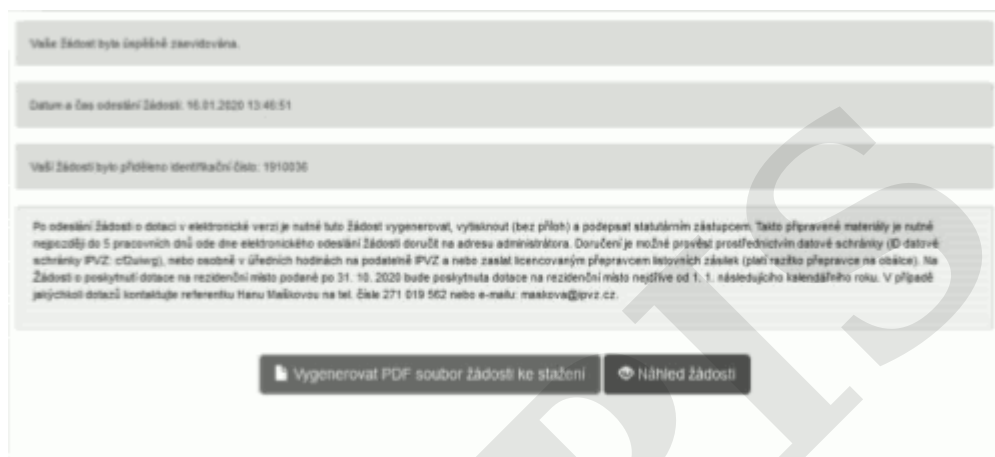 Vaše žádost byla úspěšně zaevidována.
Datum a čas odeslání žádosti: 16.01.2020 13:46:51
Vaší žádosti bylo přiděleno identifikační číslo: 1910036
Po odeslání žádosti o dotaci v elektronické verzi je nutné tuto žádost vygenerovat, vytisknout (bez příloh) a podepsat statutárním zástupcem. Takto připravené materiály je nutné
nejpozději do 5 pracovních dnů ode dne elektronického odeslání žádosti doručit na adresu administrátora. Doručení je možné provést prostřednictvím datové schránky (ID datové
schránky IPVZ: ), nebo osobně v úředních hodinách na podatelně IPVZ a nebo zaslat licencovaným přepravcem listovních zásilek (platí razítko přepravce na obálce). Na
Žádosti o poskytnutí dotace na rezidenční místo podané po 31. 10. 2020 bude poskytnuta dotace na rezidenční místo nejdříve od 1. 1. následujícího kalendářního roku. V případě
jakýchkoli dotazů kontaktujte referentku Hanu Maškovou na tel. čísle 271 019 562 nebo e-mailu: maskova@ipvz.cz.
Vygenerovat PDF soubor žádosti ke stažení
Náhled žádosti
PIS